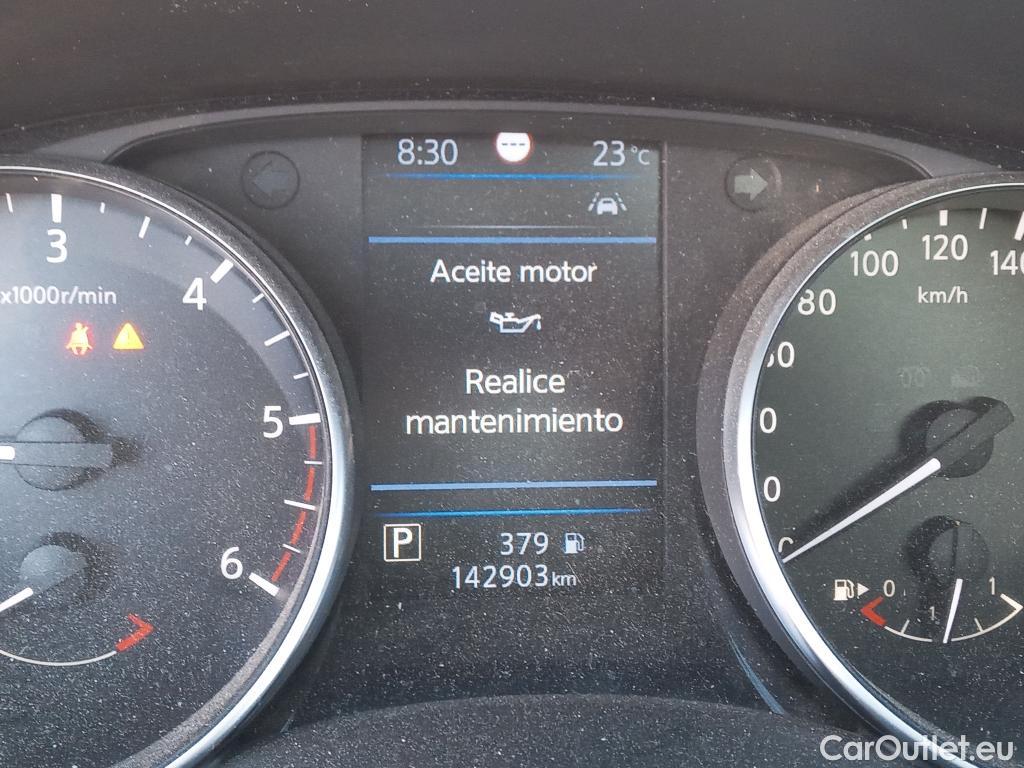 8:30 23°C
Aceite motor
Realice
mantenimiento
P 379
142903km
3
4
x1000r/min
5
6
80 100 120 140
km/h
0 1
CarOutlet.eu